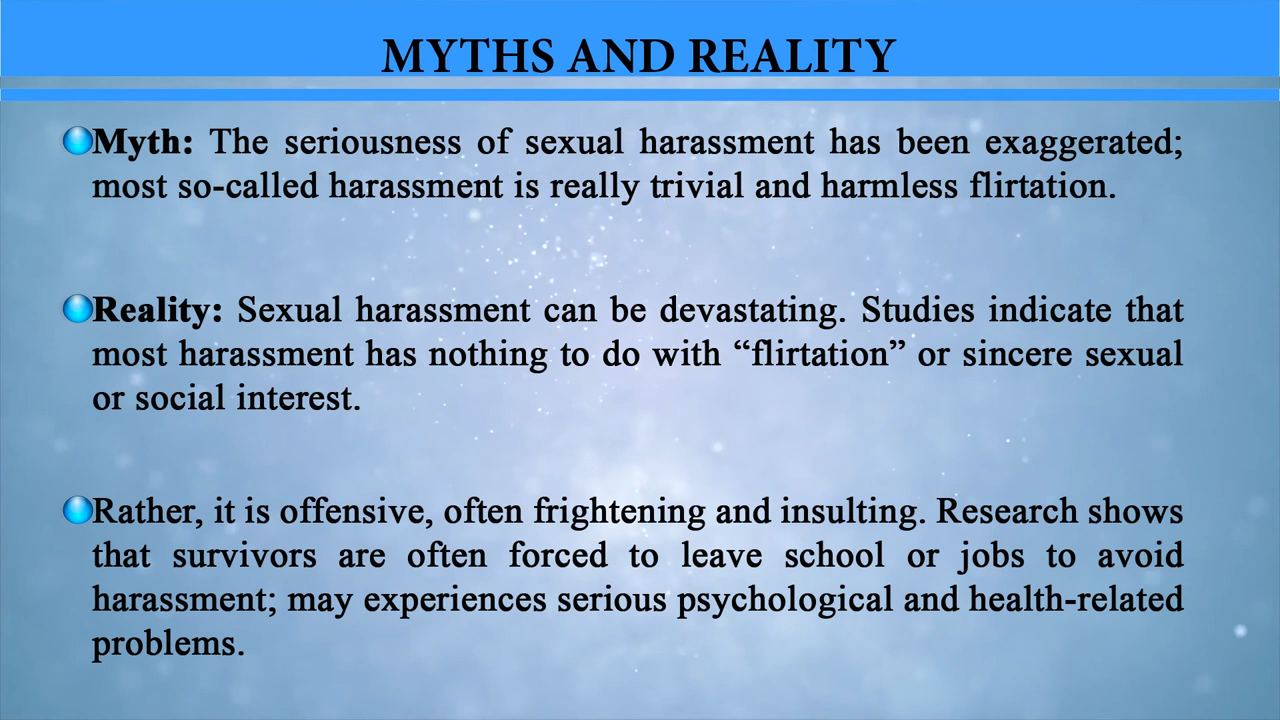 MYTHS AND REALITY
Myth: The seriousness of sexual harassment has been exaggerated;
most so-called harassment is really trivial and harmless flirtation.
Reality: Sexual harassment can be devastating. Studies indicate that
most harassment has nothing to do with “flirtation” or sincere sexual
or social interest.
Rather, it is offensive, often frightening and insulting. Research shows
that survivors are often forced to leave school or jobs to avoid
harassment; may experiences serious psychological and health-related
problems.